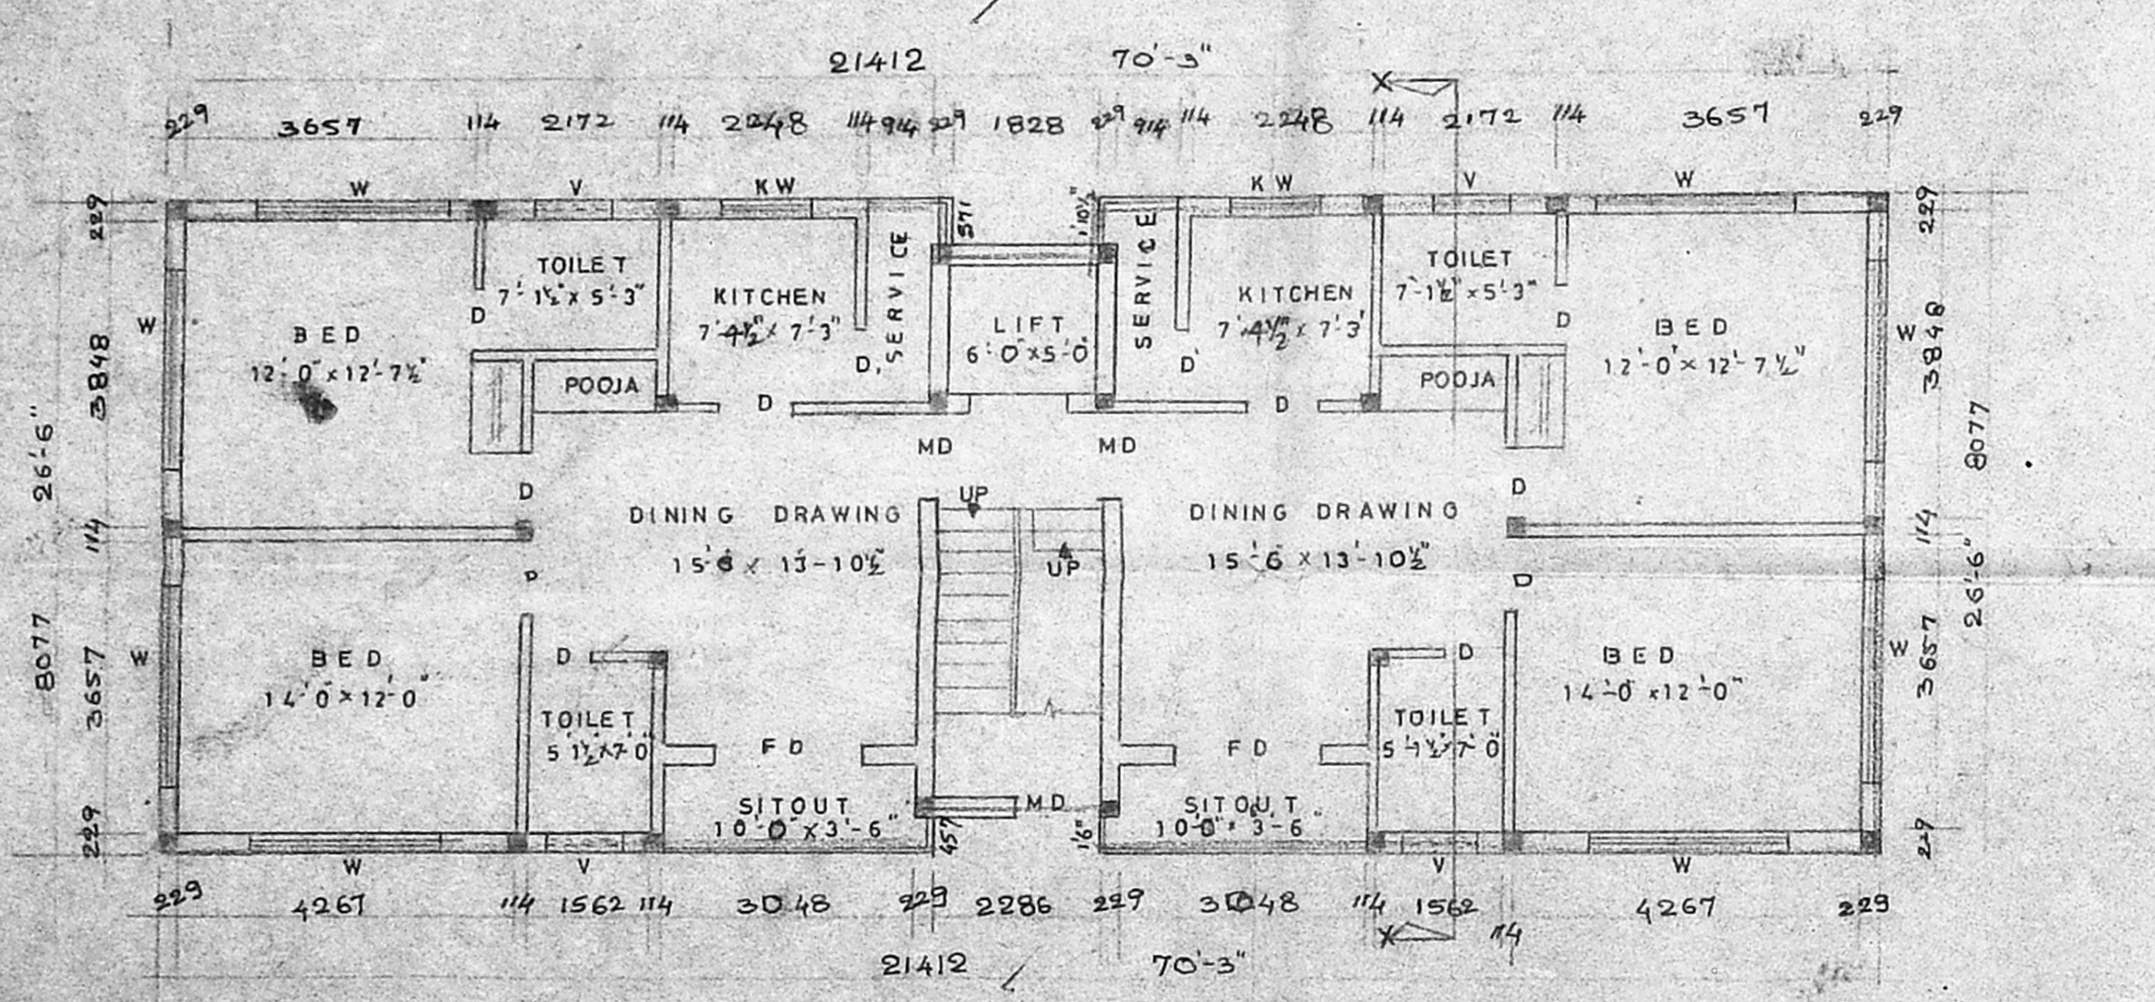 21412 70'-3"
X
229 3657 114 2172 114 2248 114 914 229 1828 229 914 114 2248 114 2172 114 3657 229
W V KW KW V W
229 571 1'10½" 229
TOILET TOILET
7'-1½" x 5'-3" 7'-1½" x 5'-3"
KITCHEN KITCHEN
7'4½" x 7'-3" 7'4½" x 7'-3'
SERVICE SERVICE
D D
W BED LIFT BED W
12'-0" x 12'-7½" 6'-0" x 5'-0" 12'-0" x 12'-7½"
3848 3848
D, D'
POOJA POOJA
D D
MD MD
26'-6" 8077
D UP D
DINING DRAWING DINING DRAWING
15'-6 x 13-10½" 15'-6 x 13'-10½"
114 UP 114
D D
26'-6"
8077 3657 3657
W BED D D BED W
14'-0" x 12'-0" 14'-0" x 12'-0"
TOILET TOILET
5'1½" x 7'0" 5'-1½" x 7'-0"
FD FD
SITOUT MD SITOUT
10'-0" x 3'-6" 10'-0" x 3'-6"
229 457 1'6" 229
W V V W
229 4267 114 1562 114 3048 229 2286 229 3048 114 1562 114 4267 229
X
21412 70'-3"